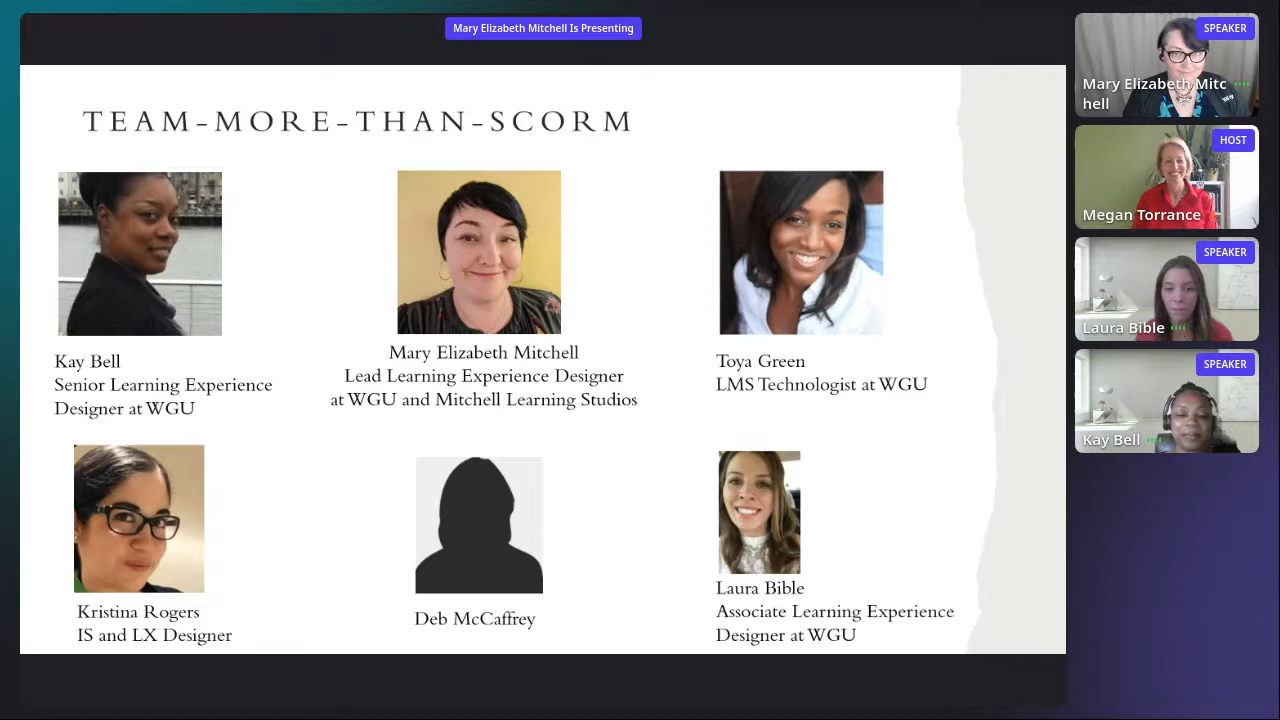 Mary Elizabeth Mitchell Is Presenting
TEAM-MORE-THAN-SCORM
Kay Bell
Senior Learning Experience
Designer at WGU
Mary Elizabeth Mitchell
Lead Learning Experience Designer
at WGU and Mitchell Learning Studios
Toya Green
LMS Technologist at WGU
Kristina Rogers
IS and LX Designer
Deb McCaffrey
Laura Bible
Associate Learning Experience
Designer at WGU
SPEAKER
Mary Elizabeth Mitc
hell
HOST
Megan Torrance
SPEAKER
Laura Bible
SPEAKER
Kay Bell